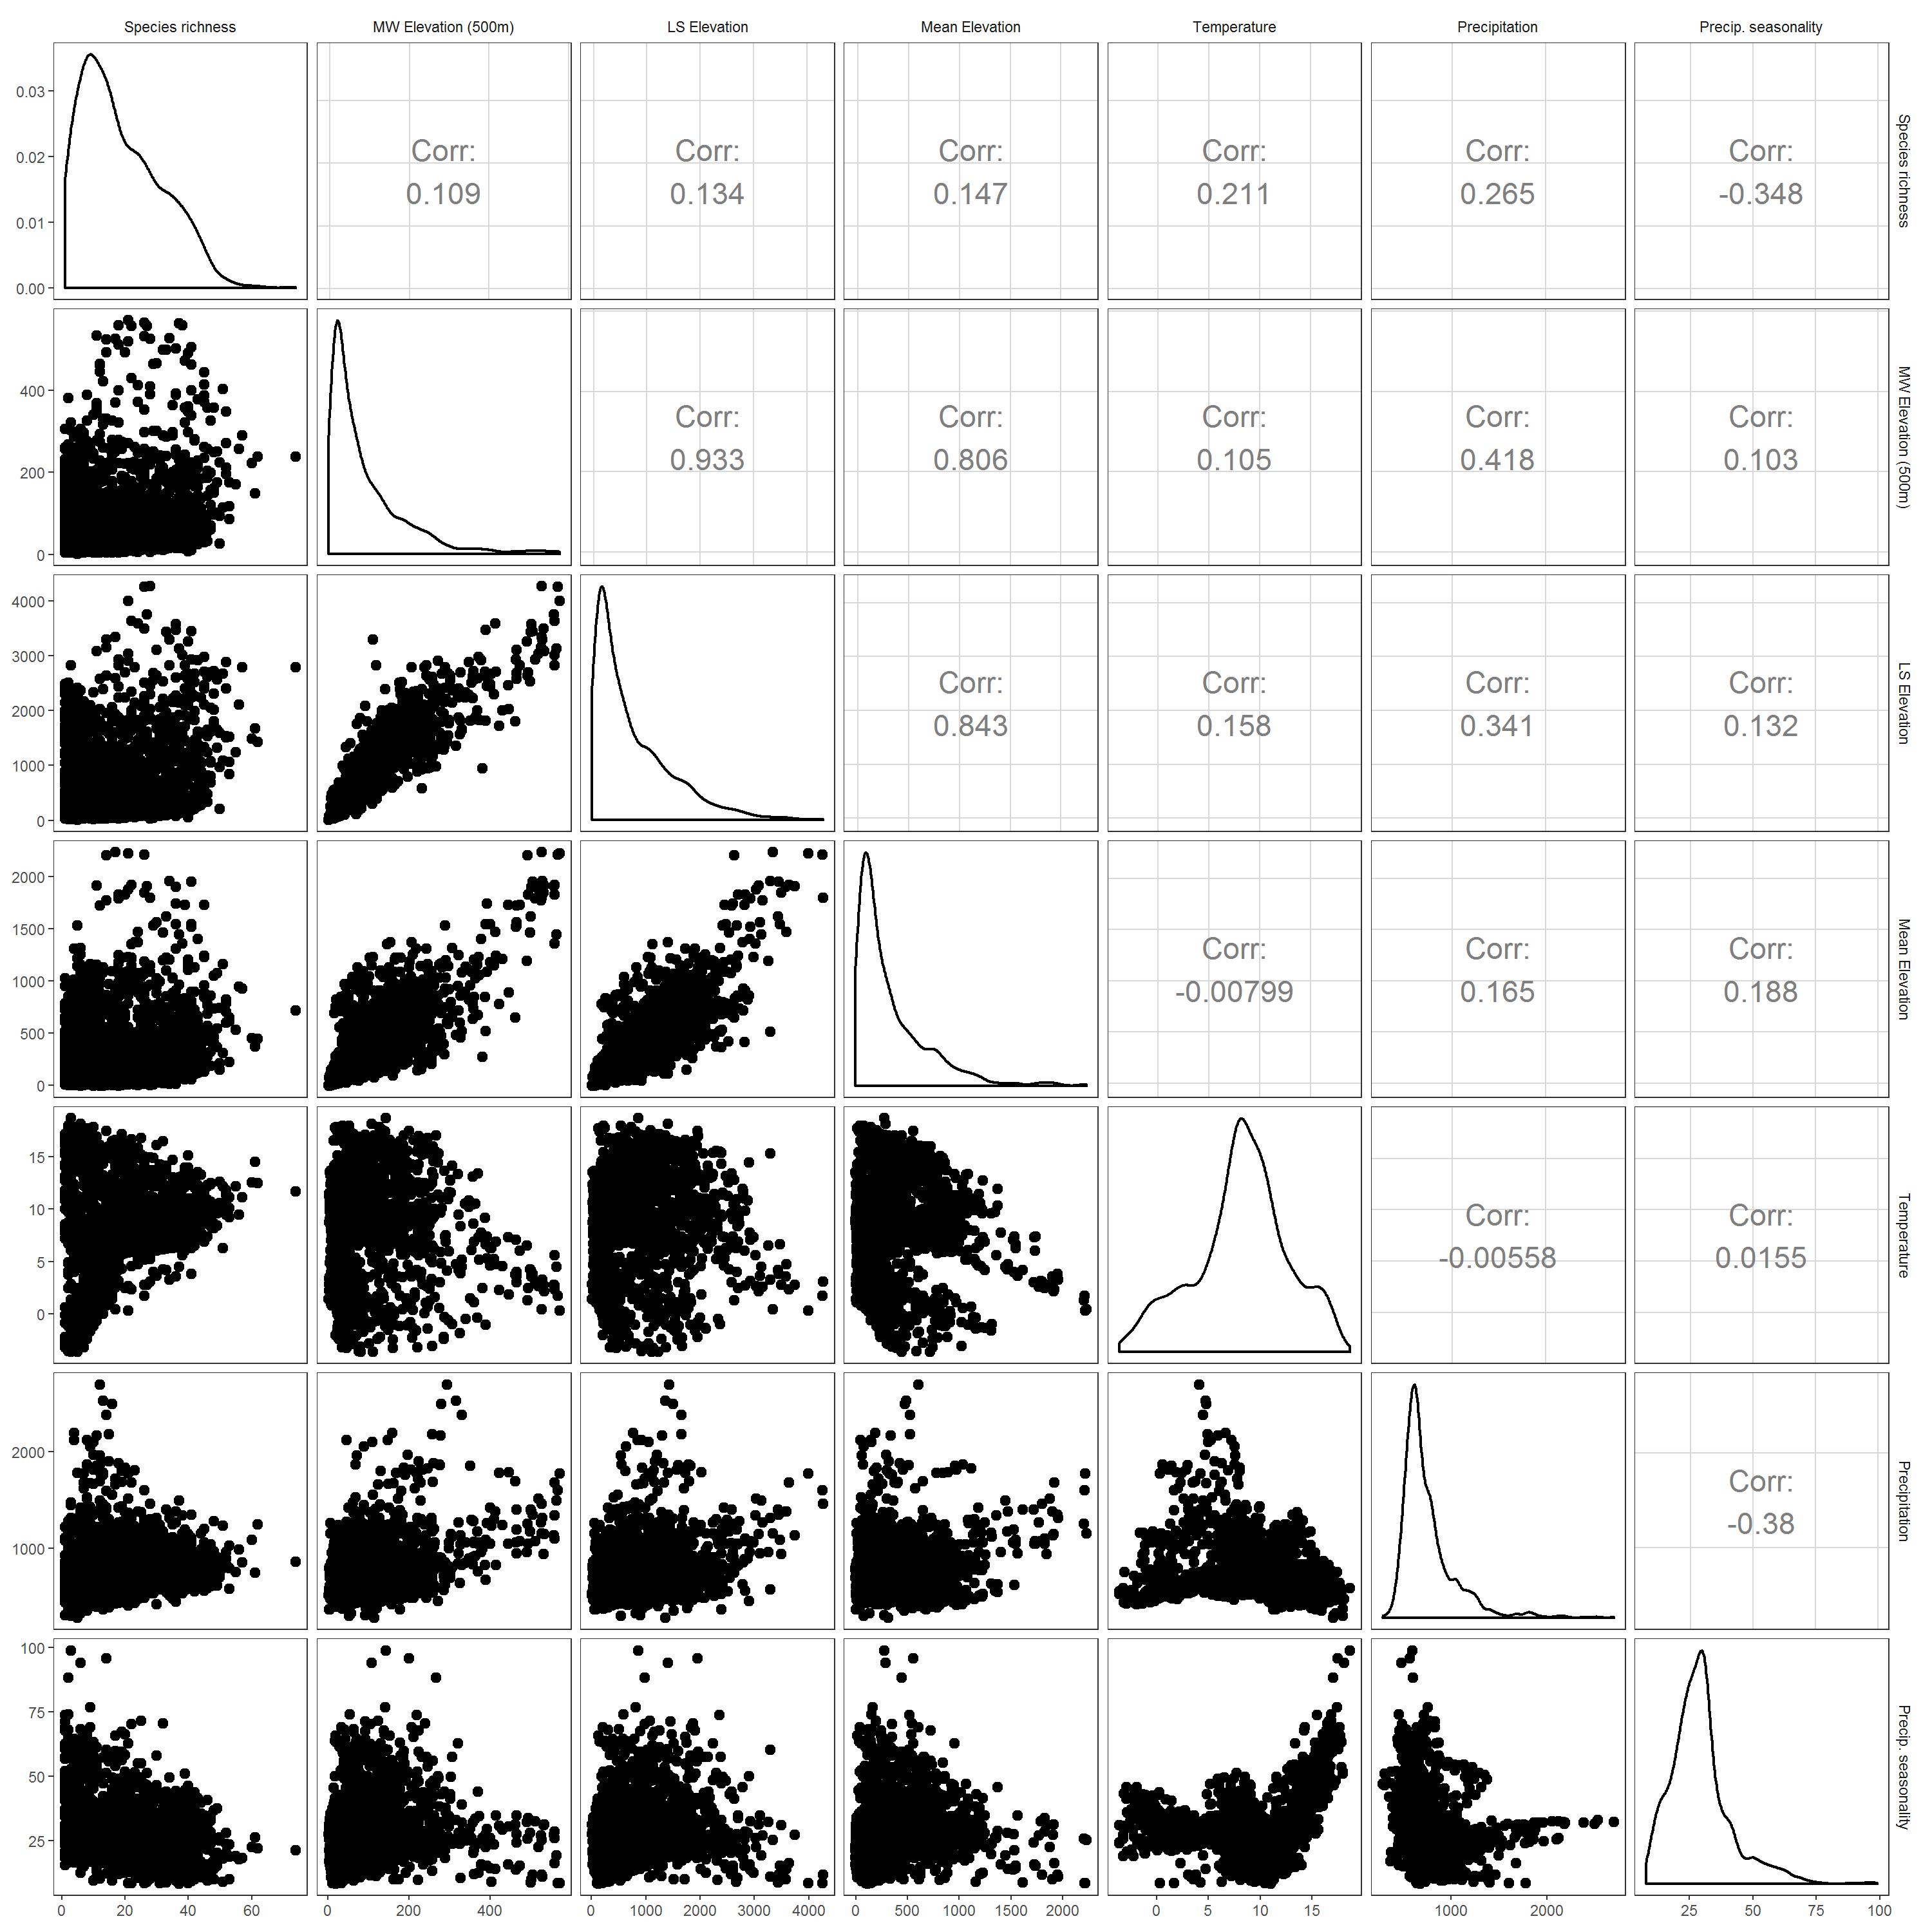 Species richness MW Elevation (500m) LS Elevation Mean Elevation Temperature Precipitation Precip. seasonality
0.03
0.02
0.01
0.00
Corr:
0.109
Corr:
0.134
Corr:
0.147
Corr:
0.211
Corr:
0.265
Corr:
-0.348
Species richness
400
200
0
Corr:
0.933
Corr:
0.806
Corr:
0.105
Corr:
0.418
Corr:
0.103
MW Elevation (500m)
4000
3000
2000
1000
0
Corr:
0.843
Corr:
0.158
Corr:
0.341
Corr:
0.132
LS Elevation
2000
1500
1000
500
0
Corr:
-0.00799
Corr:
0.165
Corr:
0.188
Mean Elevation
15
10
5
0
Corr:
-0.00558
Corr:
0.0155
Temperature
2000
1000
Corr:
-0.38
Precipitation
100
75
50
25
Precip. seasonality
0 20 40 60 0 200 400 0 1000 2000 3000 4000 0 500 1000 1500 2000 0 5 10 15 1000 2000 25 50 75 100